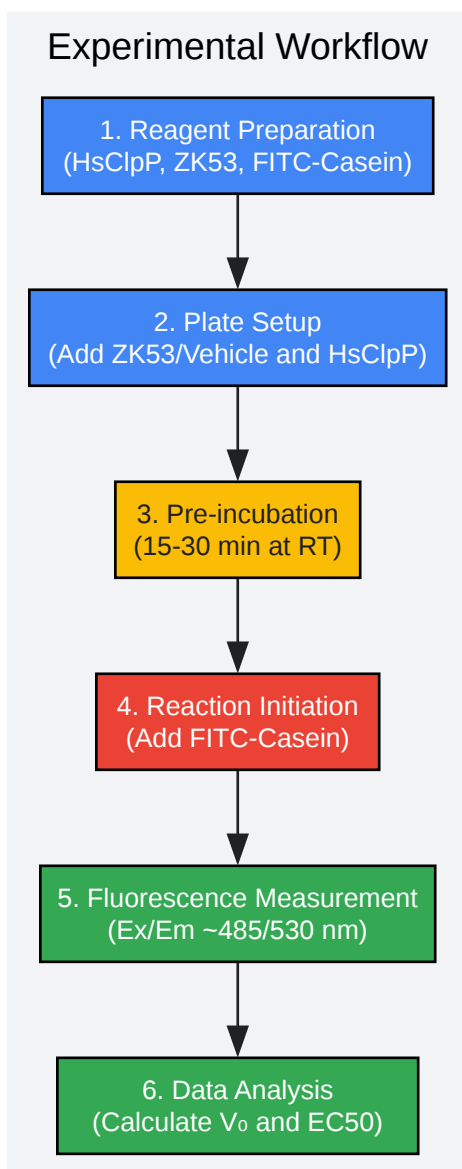 Experimental Workflow
1. Reagent Preparation
(HsClpP, ZK53, FITC-Casein)
2. Plate Setup
(Add ZK53/Vehicle and HsClpP)
3. Pre-incubation
(15-30 min at RT)
4. Reaction Initiation
(Add FITC-Casein)
5. Fluorescence Measurement
(Ex/Em ~485/530 nm)
6. Data Analysis
(Calculate V₀ and EC50)